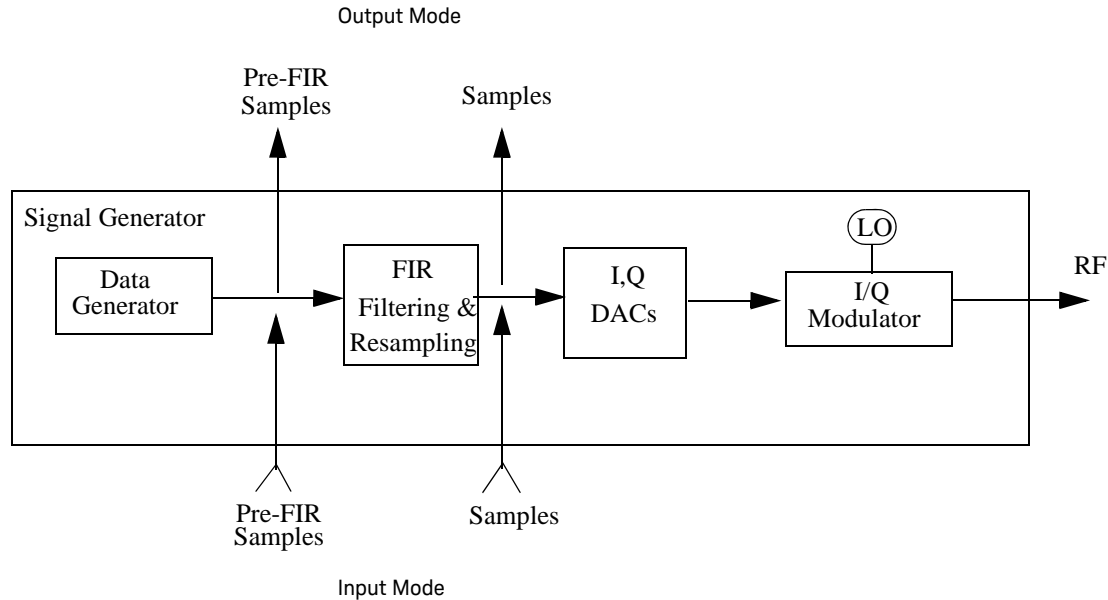 Output Mode
Pre-FIR
Samples
Samples
Signal Generator
LO
Data
Generator
FIR
Filtering &
Resampling
I,Q
DACs
I/Q
Modulator
RF
Pre-FIR
Samples
Samples
Input Mode